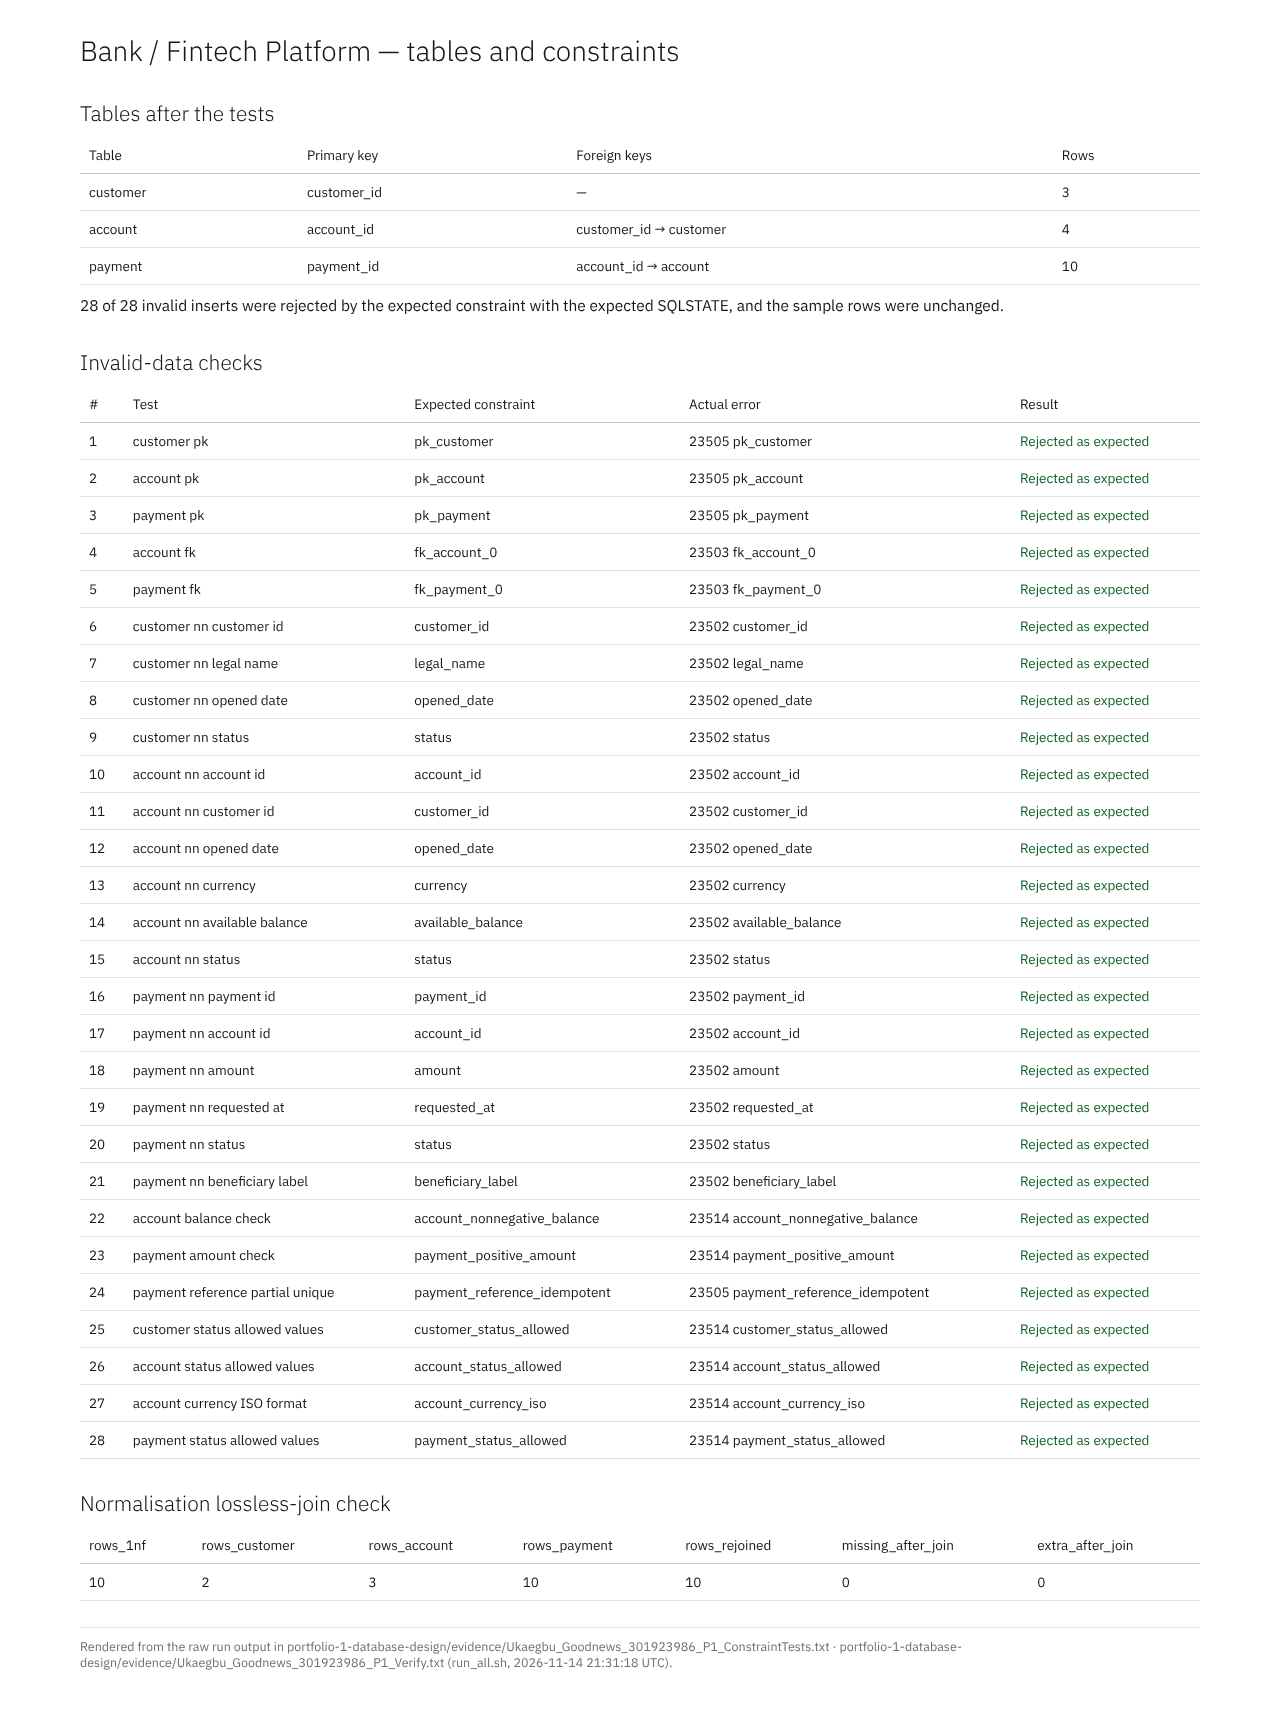 Bank / Fintech Platform — tables and constraints
Tables after the tests
Table Primary key Foreign keys Rows
customer customer_id — 3
account account_id customer_id → customer 4
payment payment_id account_id → account 10
28 of 28 invalid inserts were rejected by the expected constraint with the expected SQLSTATE, and the sample rows were unchanged.
Invalid-data checks
# Test Expected constraint Actual error Result
1 customer pk pk_customer 23505 pk_customer Rejected as expected
2 account pk pk_account 23505 pk_account Rejected as expected
3 payment pk pk_payment 23505 pk_payment Rejected as expected
4 account fk fk_account_0 23503 fk_account_0 Rejected as expected
5 payment fk fk_payment_0 23503 fk_payment_0 Rejected as expected
6 customer nn customer id customer_id 23502 customer_id Rejected as expected
7 customer nn legal name legal_name 23502 legal_name Rejected as expected
8 customer nn opened date opened_date 23502 opened_date Rejected as expected
9 customer nn status status 23502 status Rejected as expected
10 account nn account id account_id 23502 account_id Rejected as expected
11 account nn customer id customer_id 23502 customer_id Rejected as expected
12 account nn opened date opened_date 23502 opened_date Rejected as expected
13 account nn currency currency 23502 currency Rejected as expected
14 account nn available balance available_balance 23502 available_balance Rejected as expected
15 account nn status status 23502 status Rejected as expected
16 payment nn payment id payment_id 23502 payment_id Rejected as expected
17 payment nn account id account_id 23502 account_id Rejected as expected
18 payment nn amount amount 23502 amount Rejected as expected
19 payment nn requested at requested_at 23502 requested_at Rejected as expected
20 payment nn status status 23502 status Rejected as expected
21 payment nn beneficiary label beneficiary_label 23502 beneficiary_label Rejected as expected
22 account balance check account_nonnegative_balance 23514 account_nonnegative_balance Rejected as expected
23 payment amount check payment_positive_amount 23514 payment_positive_amount Rejected as expected
24 payment reference partial unique payment_reference_idempotent 23505 payment_reference_idempotent Rejected as expected
25 customer status allowed values customer_status_allowed 23514 customer_status_allowed Rejected as expected
26 account status allowed values account_status_allowed 23514 account_status_allowed Rejected as expected
27 account currency ISO format account_currency_iso 23514 account_currency_iso Rejected as expected
28 payment status allowed values payment_status_allowed 23514 payment_status_allowed Rejected as expected
Normalisation lossless-join check
rows_1nf rows_customer rows_account rows_payment rows_rejoined missing_after_join extra_after_join
10 2 3 10 10 0 0
Rendered from the raw run output in portfolio-1-database-design/evidence/Ukaegbu_Goodnews_301923986_P1_ConstraintTests.txt · portfolio-1-database-
design/evidence/Ukaegbu_Goodnews_301923986_P1_Verify.txt (run_all.sh, 2026-11-14 21:31:18 UTC).